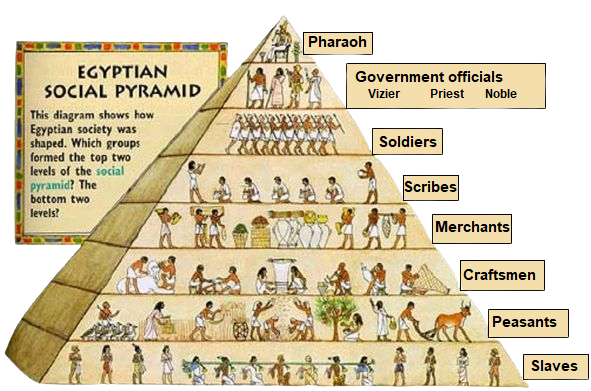 EGYPTIAN
SOCIAL PYRAMID
This diagram shows how
Egyptian society was
shaped. Which groups
formed the top two
levels of the social
pyramid? The
bottom two
levels?
Pharaoh
Government officials
Vizier Priest Noble
Soldiers
Scribes
Merchants
Craftsmen
Peasants
Slaves